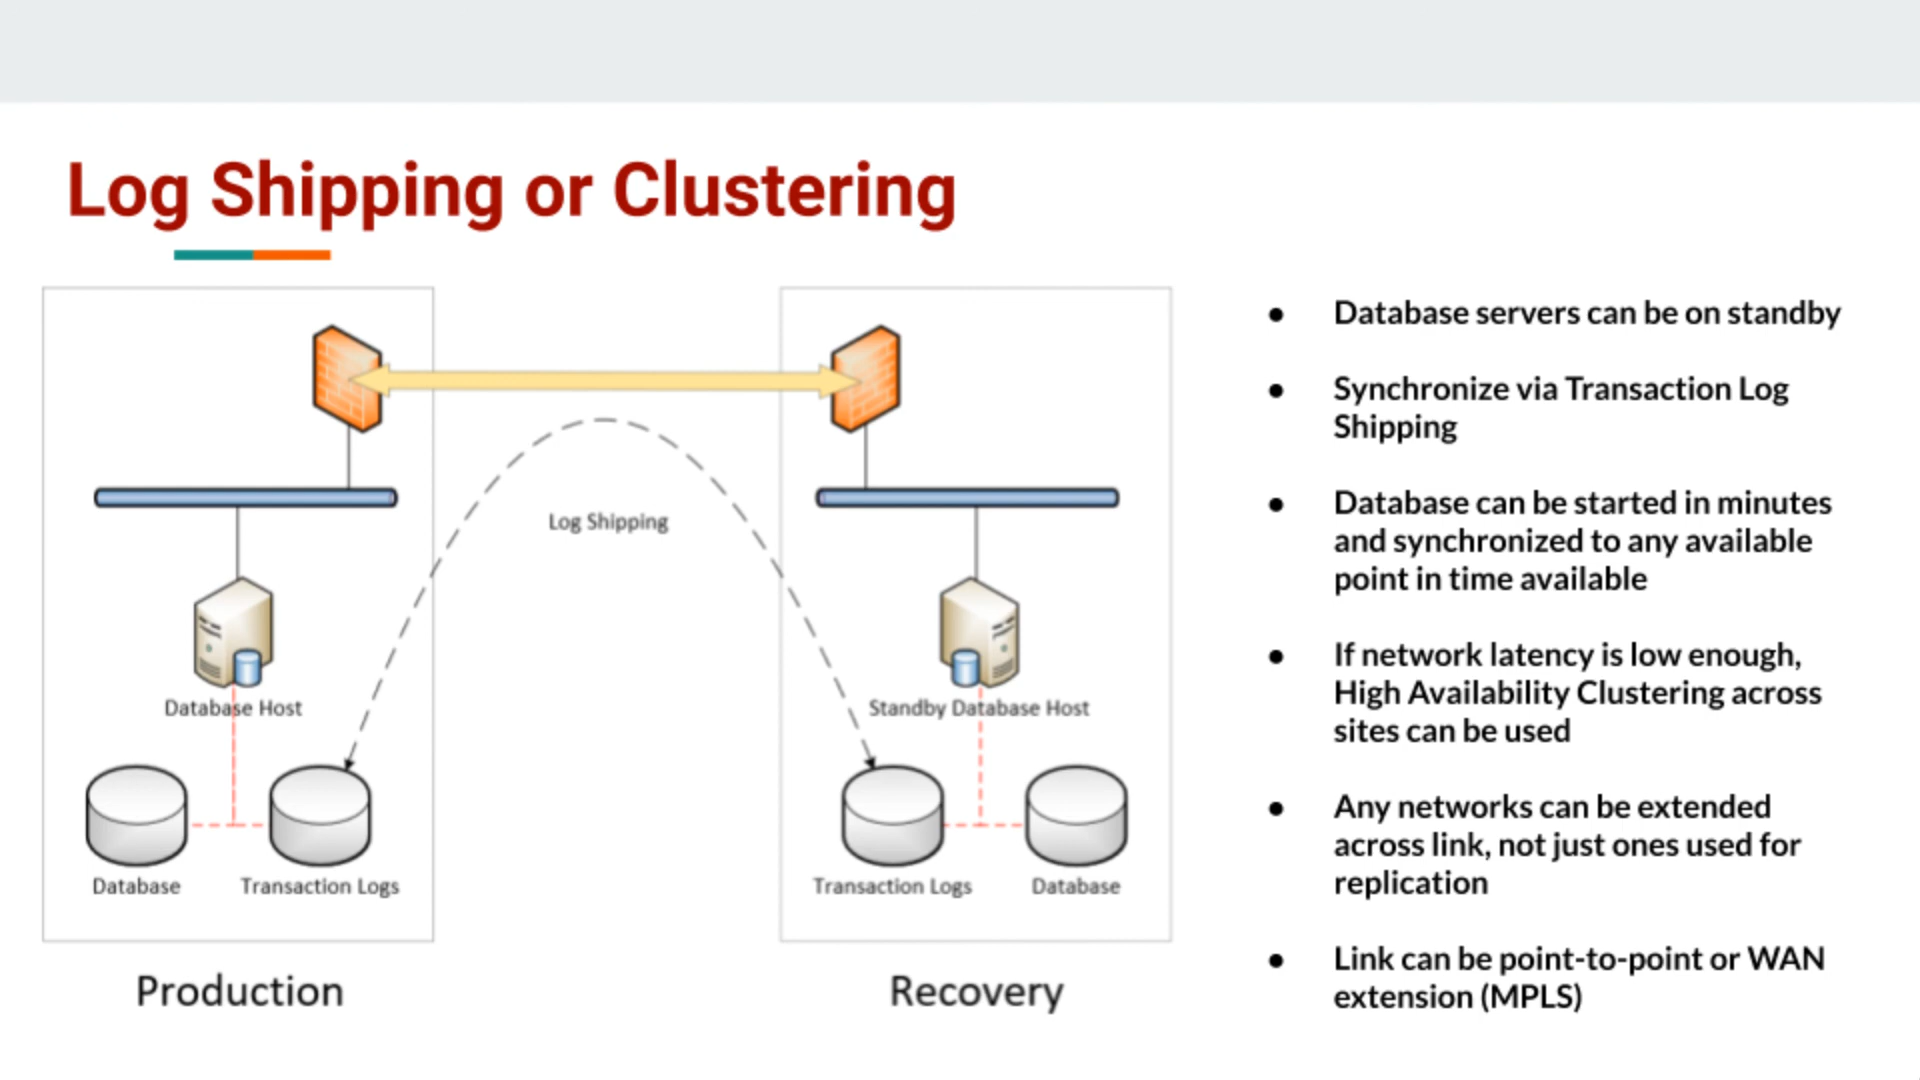 Log Shipping or Clustering
Log Shipping
Database Host
Database
Transaction Logs
Production
Standby Database Host
Transaction Logs
Database
Recovery
● Database servers can be on standby
● Synchronize via Transaction Log
Shipping
● Database can be started in minutes
and synchronized to any available
point in time available
● If network latency is low enough,
High Availability Clustering across
sites can be used
● Any networks can be extended
across link, not just ones used for
replication
● Link can be point-to-point or WAN
extension (MPLS)